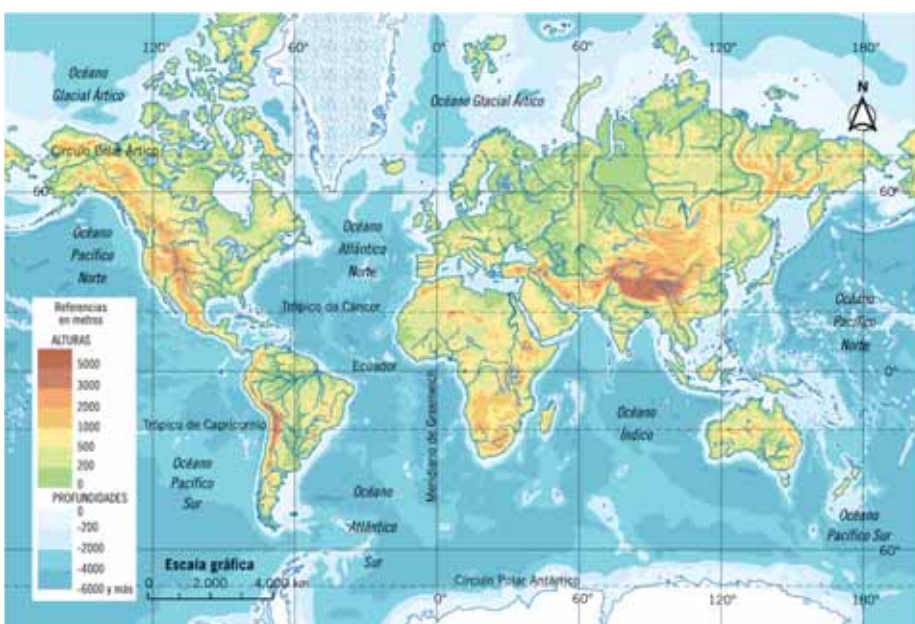 120°
60°
0°
60°
120°
180°
Océano
Glacial Ártico
Océano Glacial Ártico
N
Círculo Polar Ártico
60°
60°
Océano
Pacífico
Norte
Océano
Atlántico
Norte
Trópico de Cáncer
Océano
Pacífico
Norte
Referencias
en metros
ALTURAS
5000
3000
2000
1000
500
200
0
PROFUNDIDADES
0
-200
-2000
-4000
-6000 y más
Ecuador
0°
Trópico de Capricornio
Meridiano de Greenwich
Océano
Índico
Océano
Pacífico
Sur
Océano
Atlántico
Sur
Océano
Pacífico Sur
60°
Escala gráfica
0 2.000 4.000 km
Círculo Polar Antártico
0°
60°
120°
180°